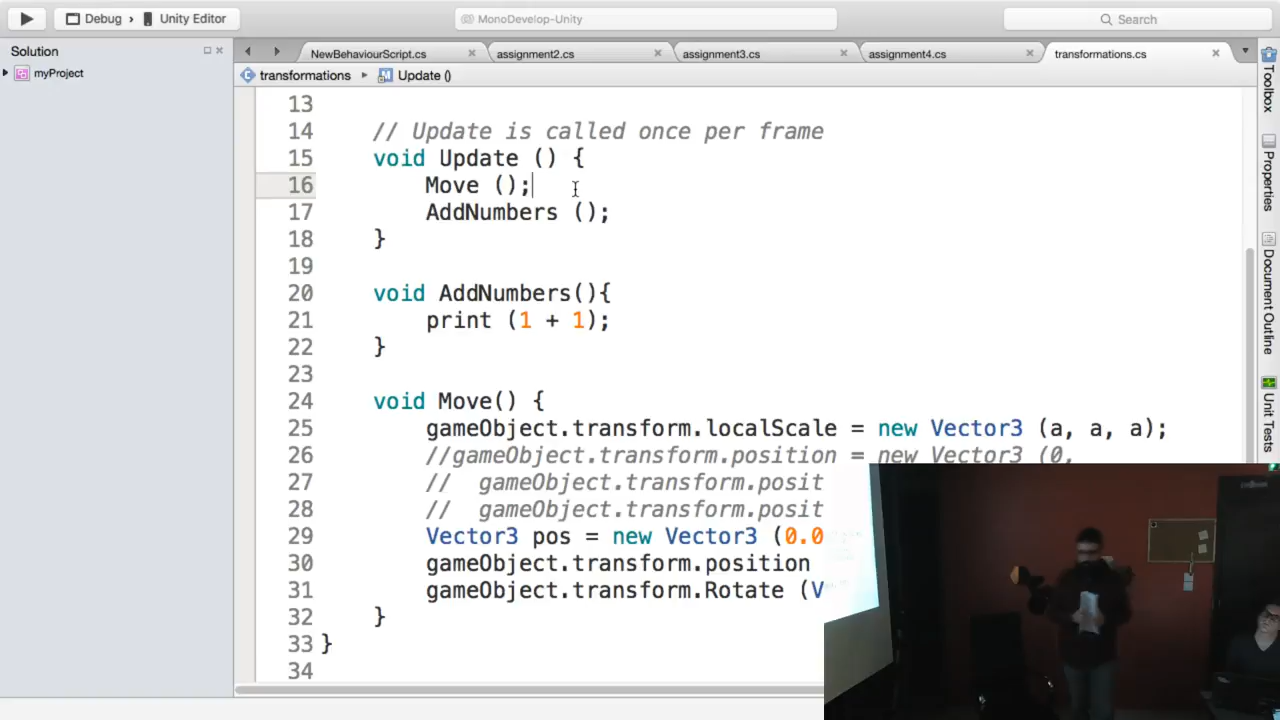 Debug › Unity Editor
MonoDevelop-Unity
Search
Solution
myProject
NewBehaviourScript.cs
assignment2.cs
assignment3.cs
assignment4.cs
transformations.cs
transformations
Update ()
13
14 // Update is called once per frame
15 void Update () {
16 Move ();
17 AddNumbers ();
18 }
19
20 void AddNumbers(){
21 print (1 + 1);
22 }
23
24 void Move() {
25 gameObject.transform.localScale = new Vector3 (a, a, a);
26 //gameObject.transform.position = new Vector3 (0,
27 // gameObject.transform.posit
28 // gameObject.transform.posit
29 Vector3 pos = new Vector3 (0.0
30 gameObject.transform.position
31 gameObject.transform.Rotate (V
32 }
33 }
34
Toolbox
Properties
Document Outline
Unit Tests